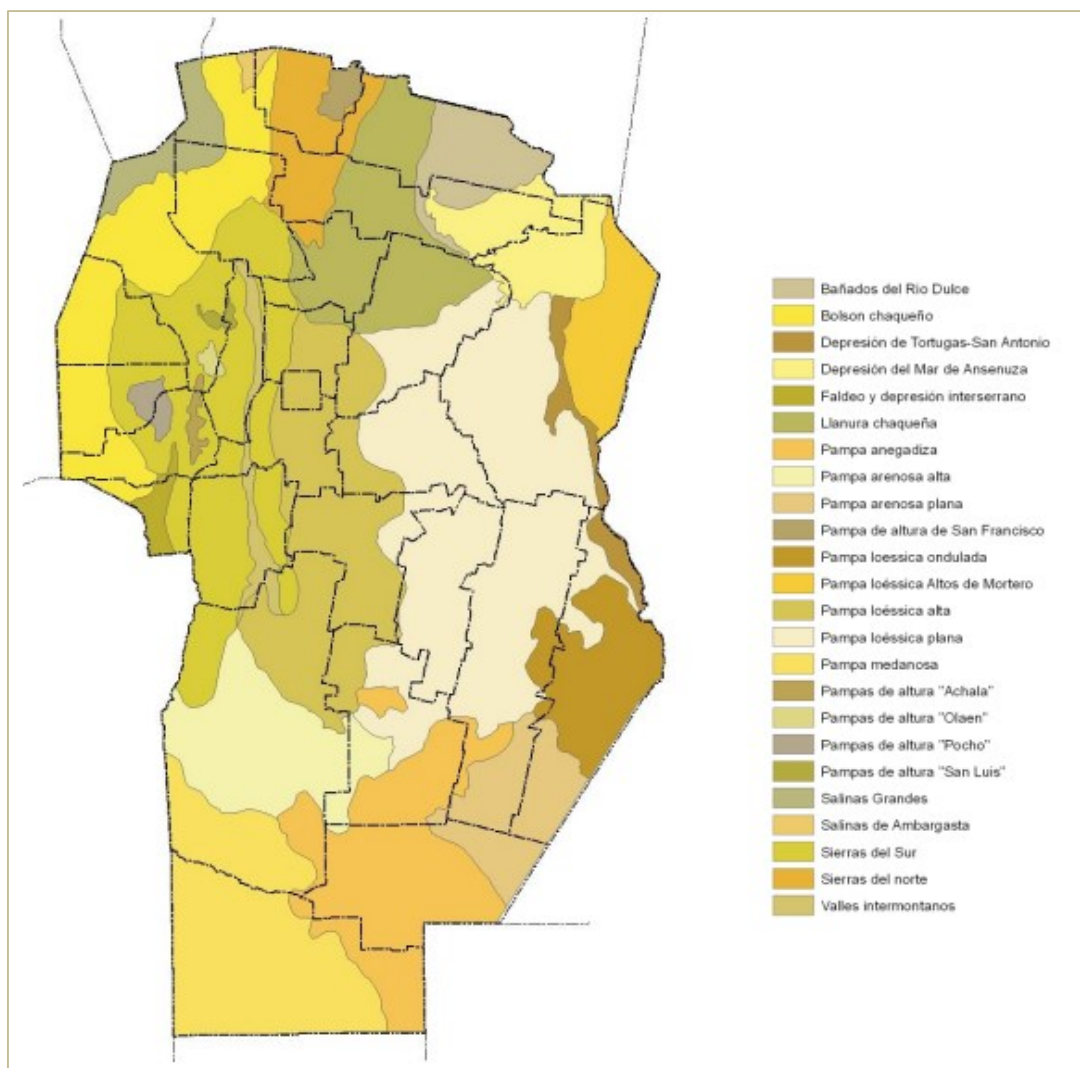 Bañados del Rio Dulce
Bolson chaqueño
Depresión de Tortugas-San Antonio
Depresión del Mar de Ansenuza
Faldeo y depresión interserrano
Llanura chaqueña
Pampa anegadiza
Pampa arenosa alta
Pampa arenosa plana
Pampa de altura de San Francisco
Pampa loessica ondulada
Pampa loéssica Altos de Mortero
Pampa loéssica alta
Pampa loéssica plana
Pampa medanosa
Pampas de altura "Achala"
Pampas de altura "Olaen"
Pampas de altura "Pocho"
Pampas de altura "San Luis"
Salinas Grandes
Salinas de Ambargasta
Sierras del Sur
Sierras del norte
Valles intermontanos